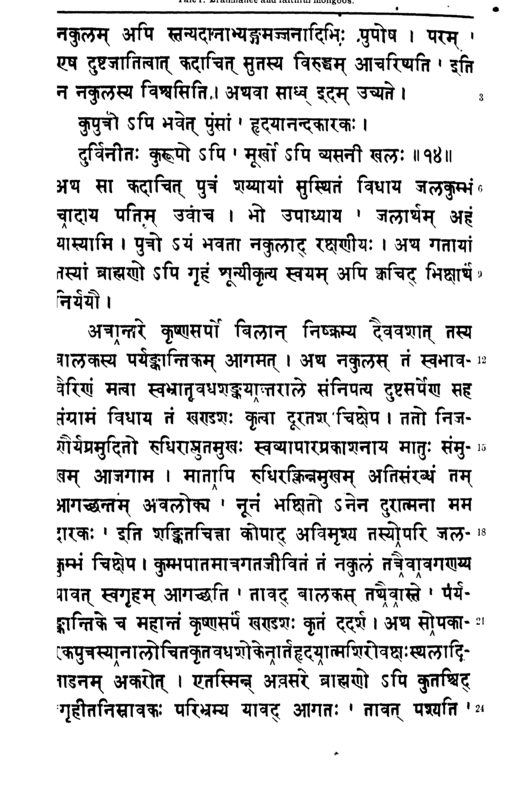 Tale I: Brāhmanee and faithful mongoos.
नकुलम् अपि स्तन्यदानाभ्यङ्गमज्जनादिभिः पुपोष । परम् '
एष दुष्टजातित्वात् कदाचित् सुतस्य विरुद्धम् आचरिष्यति ' इति
न नकुलस्य विश्वसिति । अथवा साध्व् इदम् उच्यते । 3
कुपुत्रो ऽपि भवेत् पुंसां ' हृदयानन्दकारकः ।
दुर्विनीतः कुरूपो ऽपि ' मूर्खो ऽपि व्यसनी खलः ॥१४॥
अथ सा कदाचित् पुत्रं शय्यायां सुस्थितं विधाय जलकुम्भं 6
चादाय पतिम् उवाच । भो उपाध्याय ' जलार्थम् अहं
यास्यामि । पुत्रो ऽयं भवता नकुलाद् रक्षणीयः । अथ गतायां
तस्यां ब्राह्मणो ऽपि गृहं शून्यीकृत्य स्वयम् अपि क्वचिद् भिक्षार्थं 9
निर्ययौ ।
अत्रान्तरे कृष्णसर्पो बिलान् निष्क्रम्य दैववशात् तस्य
बालकस्य पर्यङ्कान्तिकम् आगमत् । अथ नकुलस् तं स्वभाव- 12
वैरिणं मत्वा स्वभ्रातृवधशङ्कयान्तराले संनिपत्य दुष्टसर्पेण सह
संग्रामं विधाय तं खण्डशः कृत्वा दूरतश् चिक्षेप । ततो निज-
शौर्यप्रमुदितो रुधिराप्लुतमुखः स्वव्यापारप्रकाशनाय मातुः संमु- 15
खम् आजगाम । मातापि रुधिरक्लिन्नमुखम् अतिसंरब्धं तम्
आगच्छन्तम् अवलोक्य ' नूनं भक्षितो ऽनेन दुरात्मना मम
दारकः ' इति शङ्कितचित्ता कोपाद् अविमृश्य तस्योपरि जल- 18
कुम्भं चिक्षेप । कुम्भपातमात्रगतजीवितं तं नकुलं तत्रैवावगणय्य
यावत् स्वगृहम् आगच्छति ' तावद् बालकस् तथैवास्ते ' पर्य-
ङ्कान्तिके च महान्तं कृष्णसर्पं खण्डशः कृतं ददर्श । अथ सोपका- 21
रकपुत्रस्यानालोचितकृतवधशोकेनार्तहृदयात्मशिरोवक्षःस्थलादि-
ताडनम् अकरोत् । एतस्मिन्न् अवसरे ब्राह्मणो ऽपि कुतश्चिद्
गृहीतनिस्रावकः परिभ्रम्य यावद् आगतः ' तावत् पश्यति ' 24